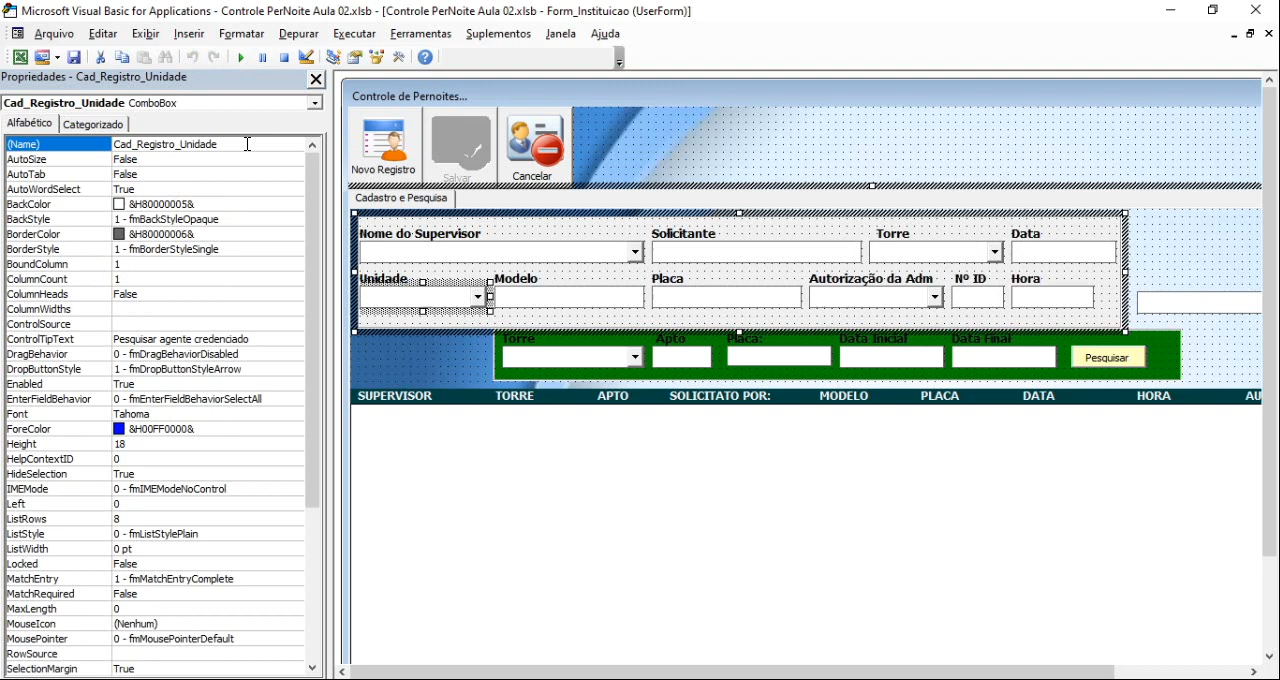 Microsoft Visual Basic for Applications - Controle PerNoite Aula 02.xlsb - [Controle PerNoite Aula 02.xlsb - Form_Instituicao (UserForm)]
Arquivo Editar Exibir Inserir Formatar Depurar Executar Ferramentas Suplementos Janela Ajuda
Propriedades - Cad_Registro_Unidade
Cad_Registro_Unidade ComboBox
Alfabético Categorizado
(Name) Cad_Registro_Unidade
AutoSize False
AutoTab False
AutoWordSelect True
BackColor &H80000005&
BackStyle 1 - fmBackStyleOpaque
BorderColor &H80000006&
BorderStyle 1 - fmBorderStyleSingle
BoundColumn 1
ColumnCount 1
ColumnHeads False
ColumnWidths
ControlSource
ControlTipText Pesquisar agente credenciado
DragBehavior 0 - fmDragBehaviorDisabled
DropButtonStyle 1 - fmDropButtonStyleArrow
Enabled True
EnterFieldBehavior 0 - fmEnterFieldBehaviorSelectAll
Font Tahoma
ForeColor &H00FF0000&
Height 18
HelpContextID 0
HideSelection True
IMEMode 0 - fmIMEModeNoControl
Left 0
ListRows 8
ListStyle 0 - fmListStylePlain
ListWidth 0 pt
Locked False
MatchEntry 1 - fmMatchEntryComplete
MatchRequired False
MaxLength 0
MouseIcon (Nenhum)
MousePointer 0 - fmMousePointerDefault
RowSource
SelectionMargin True
Controle de Pernoites...
Novo Registro Salvar Cancelar
Cadastro e Pesquisa
Nome do Supervisor Solicitante Torre Data
Unidade Modelo Placa Autorização da Adm Nº ID Hora
Torre Apto Placa: Data Inicial Data Final
Pesquisar
SUPERVISOR TORRE APTO SOLICITATO POR: MODELO PLACA DATA HORA AU